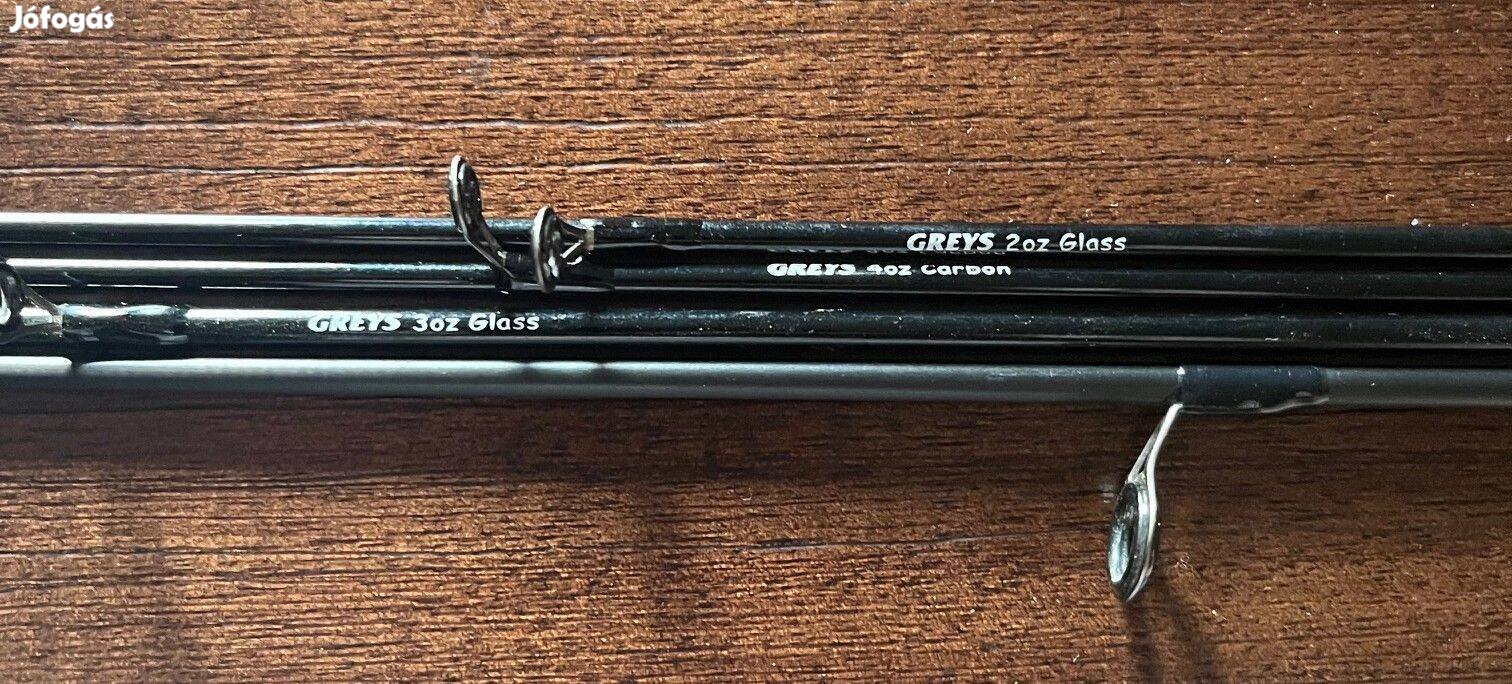 Jófogás
GREYS 2oz Glass
GREYS 4oz Carbon
GREYS 3oz Glass